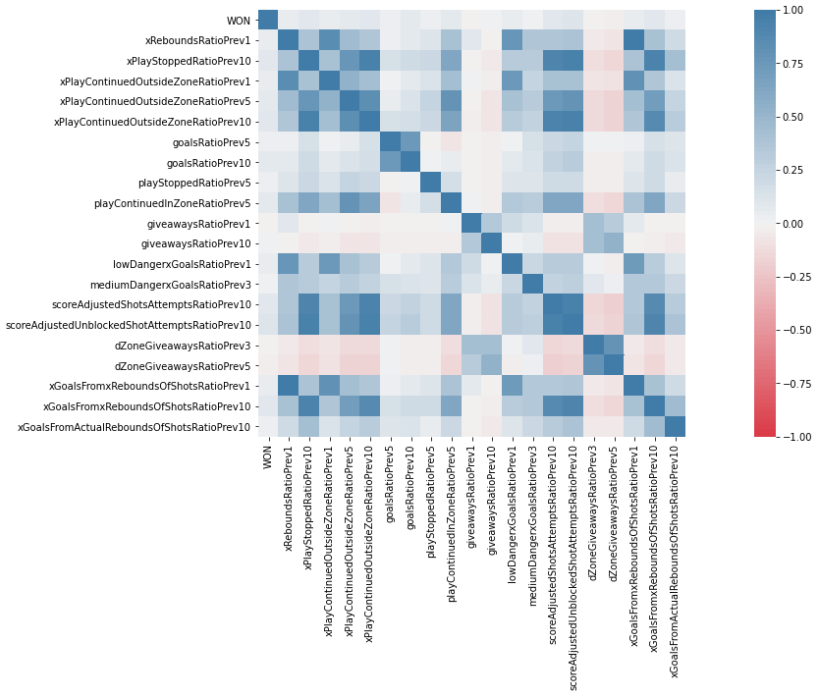 WON
xReboundsRatioPrev1
xPlayStoppedRatioPrev10
xPlayContinuedOutsideZoneRatioPrev1
xPlayContinuedOutsideZoneRatioPrev5
xPlayContinuedOutsideZoneRatioPrev10
goalsRatioPrev5
goalsRatioPrev10
playStoppedRatioPrev5
playContinuedInZoneRatioPrev5
giveawaysRatioPrev1
giveawaysRatioPrev10
lowDangerxGoalsRatioPrev1
mediumDangerxGoalsRatioPrev3
scoreAdjustedShotsAttemptsRatioPrev10
scoreAdjustedUnblockedShotAttemptsRatioPrev10
dZoneGiveawaysRatioPrev3
dZoneGiveawaysRatioPrev5
xGoalsFromxReboundsOfShotsRatioPrev1
xGoalsFromxReboundsOfShotsRatioPrev10
xGoalsFromActualReboundsOfShotsRatioPrev10
WON
xReboundsRatioPrev1
xPlayStoppedRatioPrev10
xPlayContinuedOutsideZoneRatioPrev1
xPlayContinuedOutsideZoneRatioPrev5
xPlayContinuedOutsideZoneRatioPrev10
goalsRatioPrev5
goalsRatioPrev10
playStoppedRatioPrev5
playContinuedInZoneRatioPrev5
giveawaysRatioPrev1
giveawaysRatioPrev10
lowDangerxGoalsRatioPrev1
mediumDangerxGoalsRatioPrev3
scoreAdjustedShotsAttemptsRatioPrev10
scoreAdjustedUnblockedShotAttemptsRatioPrev10
dZoneGiveawaysRatioPrev3
dZoneGiveawaysRatioPrev5
xGoalsFromxReboundsOfShotsRatioPrev1
xGoalsFromxReboundsOfShotsRatioPrev10
xGoalsFromActualReboundsOfShotsRatioPrev10
1.00
0.75
0.50
0.25
0.00
−0.25
−0.50
−0.75
−1.00